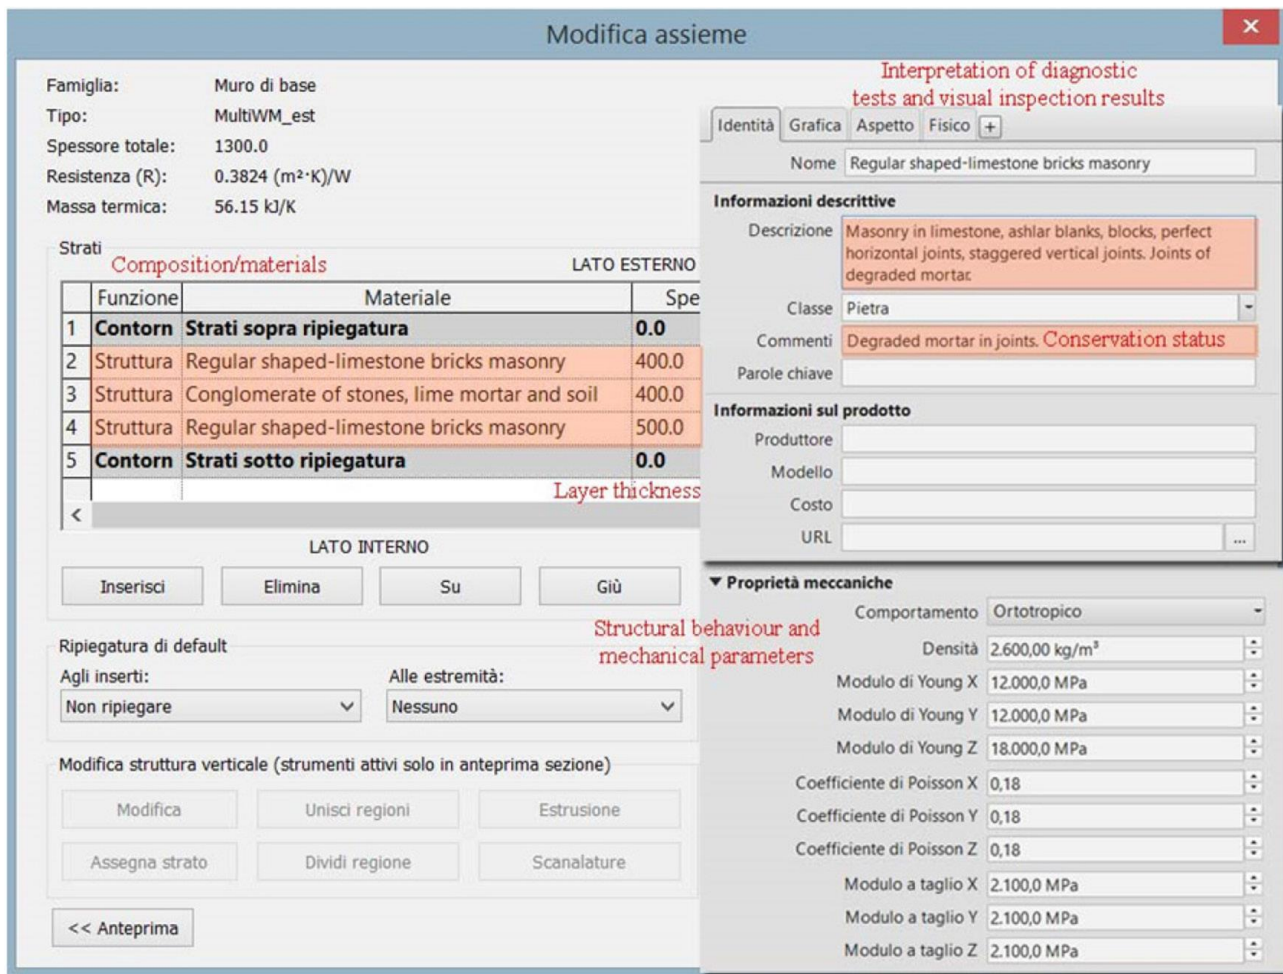 Modifica assieme
Famiglia: Muro di base
Tipo: MultiWM_est
Spessore totale: 1300.0
Resistenza (R): 0.3824 (m²·K)/W
Massa termica: 56.15 kJ/K
Strati
Composition/materials
LATO ESTERNO
Funzione Materiale Spe
1 Contorn Strati sopra ripiegatura 0.0
2 Struttura Regular shaped-limestone bricks masonry 400.0
3 Struttura Conglomerate of stones, lime mortar and soil 400.0
4 Struttura Regular shaped-limestone bricks masonry 500.0
5 Contorn Strati sotto ripiegatura 0.0
Layer thickness
<
LATO INTERNO
Inserisci Elimina Su Giù
Ripiegatura di default
Agli inserti: Alle estremità:
Non ripiegare Nessuno
Modifica struttura verticale (strumenti attivi solo in anteprima sezione)
Modifica Unisci regioni Estrusione
Assegna strato Dividi regione Scanalature
<< Anteprima
Interpretation of diagnostic
tests and visual inspection results
Identità Grafica Aspetto Fisico +
Nome Regular shaped-limestone bricks masonry
Informazioni descrittive
Descrizione Masonry in limestone, ashlar blanks, blocks, perfect
horizontal joints, staggered vertical joints. Joints of
degraded mortar.
Classe Pietra
Commenti Degraded mortar in joints. Conservation status
Parole chiave
Informazioni sul prodotto
Produttore
Modello
Costo
URL ...
Proprietà meccaniche
Structural behaviour and
mechanical parameters
Comportamento Ortotropico
Densità 2.600,00 kg/m³
Modulo di Young X 12.000,0 MPa
Modulo di Young Y 12.000,0 MPa
Modulo di Young Z 18.000,0 MPa
Coefficiente di Poisson X 0,18
Coefficiente di Poisson Y 0,18
Coefficiente di Poisson Z 0,18
Modulo a taglio X 2.100,0 MPa
Modulo a taglio Y 2.100,0 MPa
Modulo a taglio Z 2.100,0 MPa